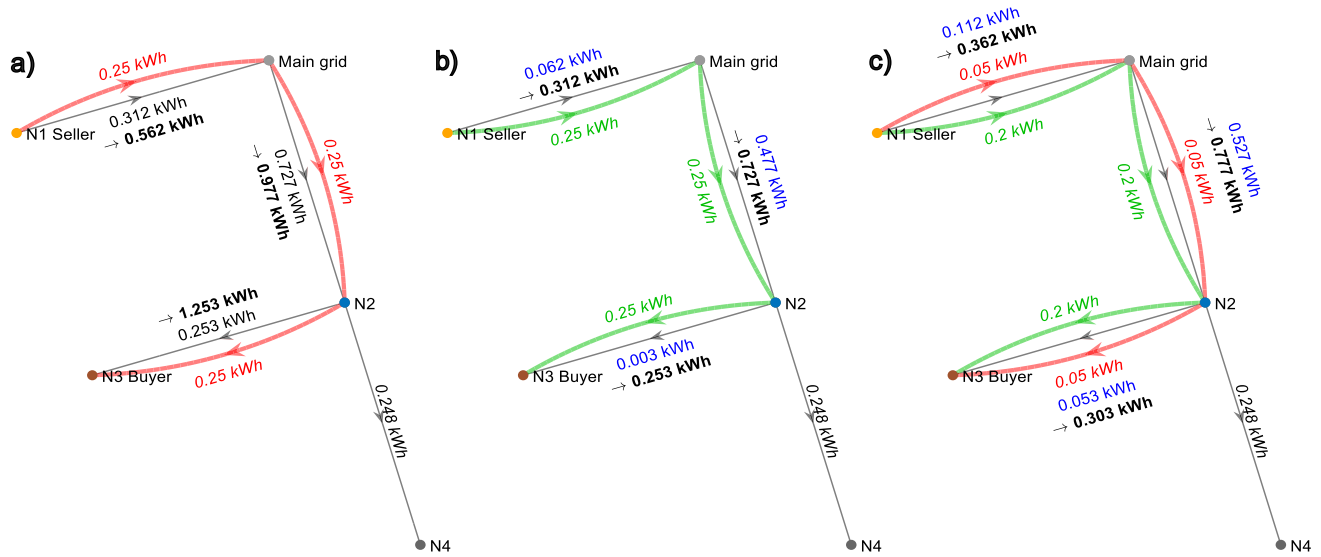 a)
0.25 kWh
Main grid
0.312 kWh
→ 0.562 kWh
N1 Seller
0.25 kWh
0.727 kWh
→ 0.977 kWh
N2
→ 1.253 kWh
0.253 kWh
N3 Buyer
0.25 kWh
0.248 kWh
N4
b)
0.062 kWh
→ 0.312 kWh
Main grid
N1 Seller
0.25 kWh
0.477 kWh
→ 0.727 kWh
0.25 kWh
N2
0.25 kWh
N3 Buyer
0.003 kWh
→ 0.253 kWh
0.248 kWh
N4
c)
0.112 kWh
→ 0.362 kWh
0.05 kWh
Main grid
N1 Seller
0.2 kWh
0.527 kWh
→ 0.777 kWh
0.05 kWh
0.2 kWh
N2
0.2 kWh
N3 Buyer
0.05 kWh
0.053 kWh
→ 0.303 kWh
0.248 kWh
N4